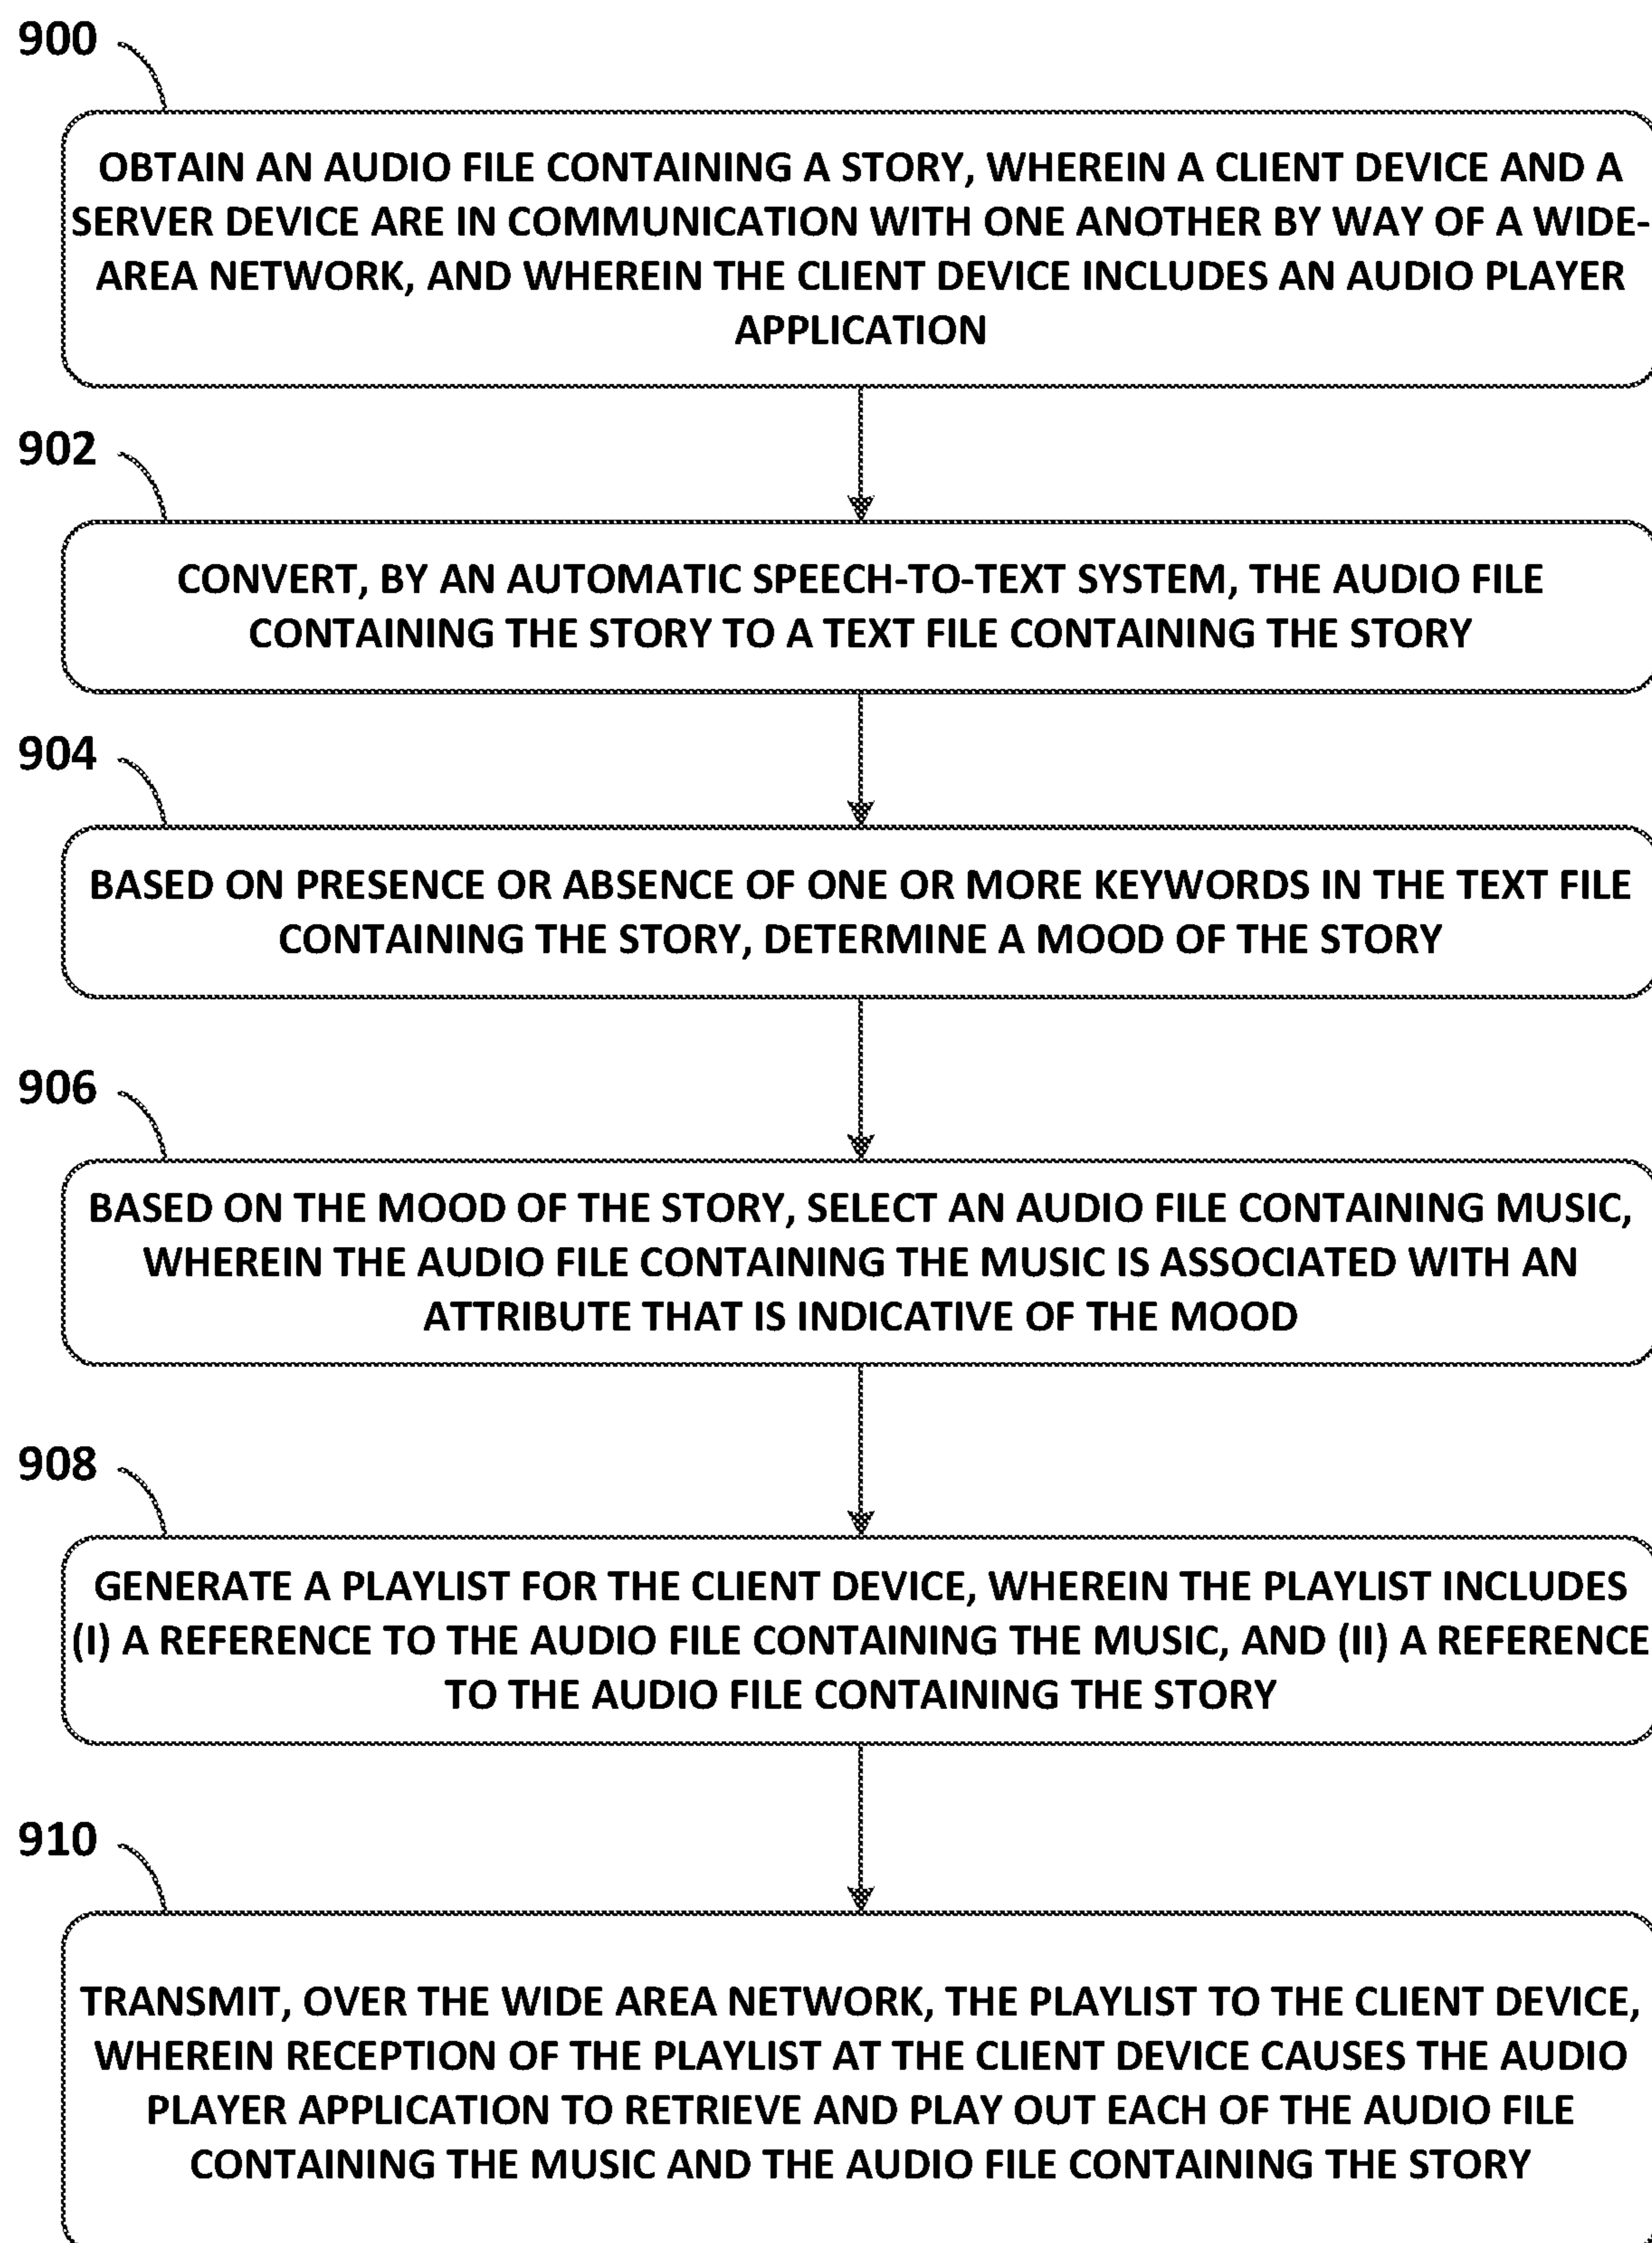 900
OBTAIN AN AUDIO FILE CONTAINING A STORY, WHEREIN A CLIENT DEVICE AND A
SERVER DEVICE ARE IN COMMUNICATION WITH ONE ANOTHER BY WAY OF A WIDE-
AREA NETWORK, AND WHEREIN THE CLIENT DEVICE INCLUDES AN AUDIO PLAYER
APPLICATION
902
CONVERT, BY AN AUTOMATIC SPEECH-TO-TEXT SYSTEM, THE AUDIO FILE
CONTAINING THE STORY TO A TEXT FILE CONTAINING THE STORY
904
BASED ON PRESENCE OR ABSENCE OF ONE OR MORE KEYWORDS IN THE TEXT FILE
CONTAINING THE STORY, DETERMINE A MOOD OF THE STORY
906
BASED ON THE MOOD OF THE STORY, SELECT AN AUDIO FILE CONTAINING MUSIC,
WHEREIN THE AUDIO FILE CONTAINING THE MUSIC IS ASSOCIATED WITH AN
ATTRIBUTE THAT IS INDICATIVE OF THE MOOD
908
GENERATE A PLAYLIST FOR THE CLIENT DEVICE, WHEREIN THE PLAYLIST INCLUDES
(I) A REFERENCE TO THE AUDIO FILE CONTAINING THE MUSIC, AND (II) A REFERENCE
TO THE AUDIO FILE CONTAINING THE STORY
910
TRANSMIT, OVER THE WIDE AREA NETWORK, THE PLAYLIST TO THE CLIENT DEVICE,
WHEREIN RECEPTION OF THE PLAYLIST AT THE CLIENT DEVICE CAUSES THE AUDIO
PLAYER APPLICATION TO RETRIEVE AND PLAY OUT EACH OF THE AUDIO FILE
CONTAINING THE MUSIC AND THE AUDIO FILE CONTAINING THE STORY